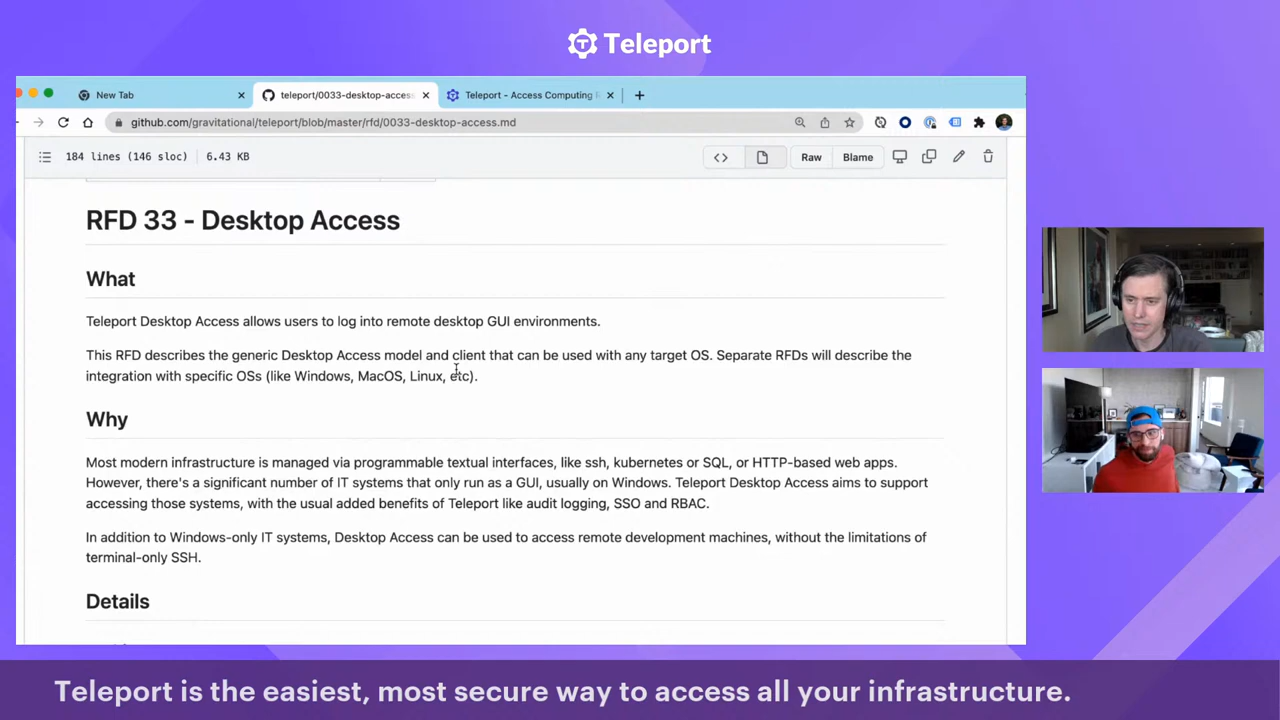 Teleport
New Tab
teleport/0033-desktop-access
Teleport - Access Computing R
github.com/gravitational/teleport/blob/master/rfd/0033-desktop-access.md
184 lines (146 sloc)
6.43 KB
Raw
Blame
RFD 33 - Desktop Access
What
Teleport Desktop Access allows users to log into remote desktop GUI environments.
This RFD describes the generic Desktop Access model and client that can be used with any target OS. Separate RFDs will describe the
integration with specific OSs (like Windows, MacOS, Linux, etc).
Why
Most modern infrastructure is managed via programmable textual interfaces, like ssh, kubernetes or SQL, or HTTP-based web apps.
However, there's a significant number of IT systems that only run as a GUI, usually on Windows. Teleport Desktop Access aims to support
accessing those systems, with the usual added benefits of Teleport like audit logging, SSO and RBAC.
In addition to Windows-only IT systems, Desktop Access can be used to access remote development machines, without the limitations of
terminal-only SSH.
Details
Teleport is the easiest, most secure way to access all your infrastructure.